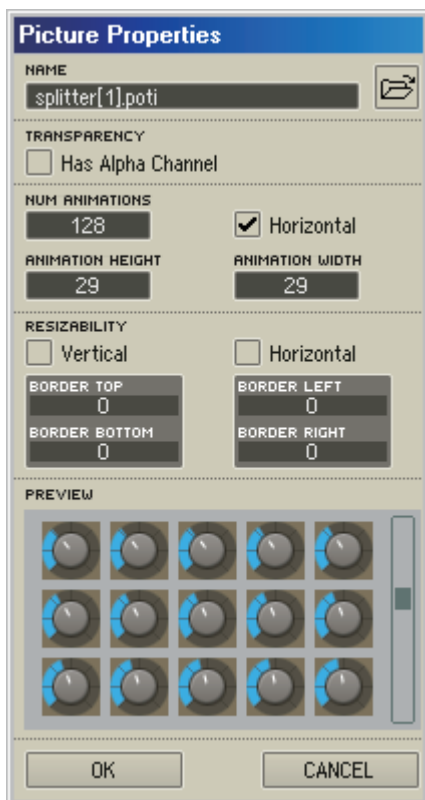 Picture Properties
NAME
splitter[1].poti
TRANSPARENCY
Has Alpha Channel
NUM ANIMATIONS
128
Horizontal
ANIMATION HEIGHT
ANIMATION WIDTH
29
29
RESIZABILITY
Vertical
Horizontal
BORDER TOP
BORDER LEFT
0
0
BORDER BOTTOM
BORDER RIGHT
0
0
PREVIEW
OK
CANCEL